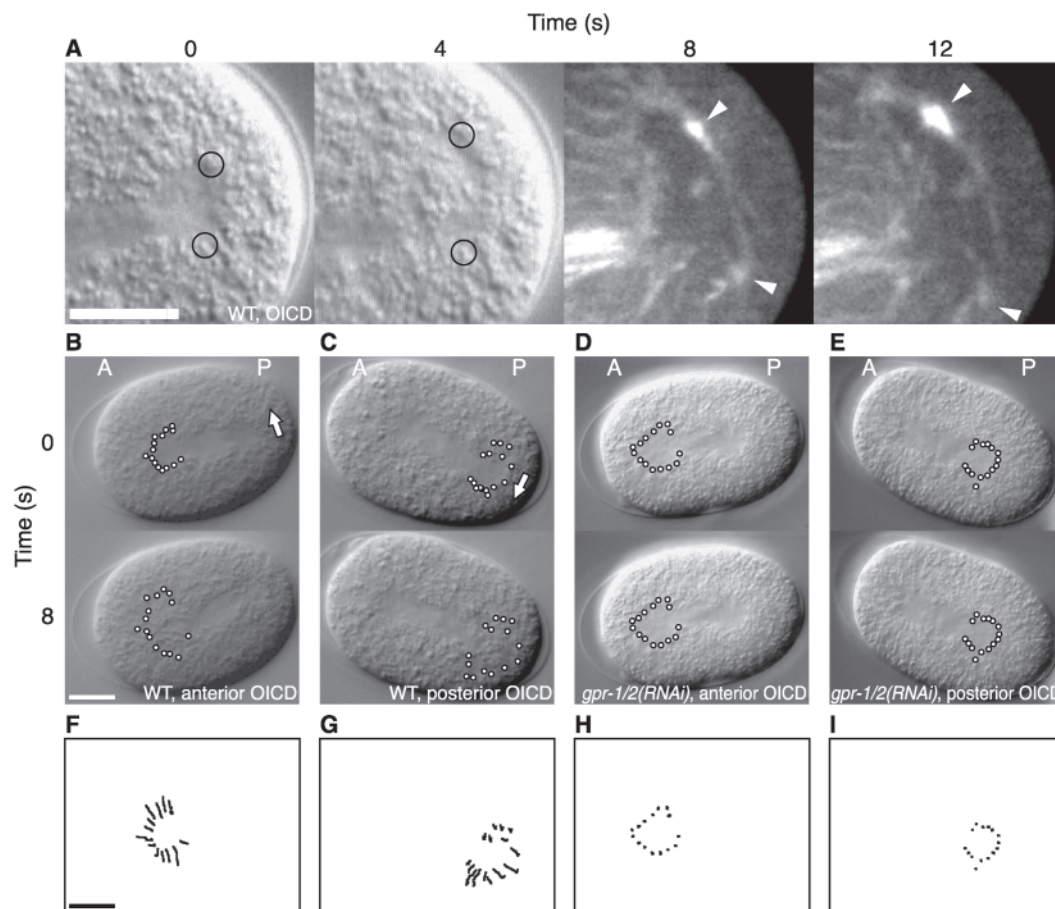 Time (s)
A 0 4 8 12
WT, OICD
B C D E
A P A P A P A P
0
Time (s)
8
WT, anterior OICD WT, posterior OICD gpr-1/2(RNAi), anterior OICD gpr-1/2(RNAi), posterior OICD
F G H I